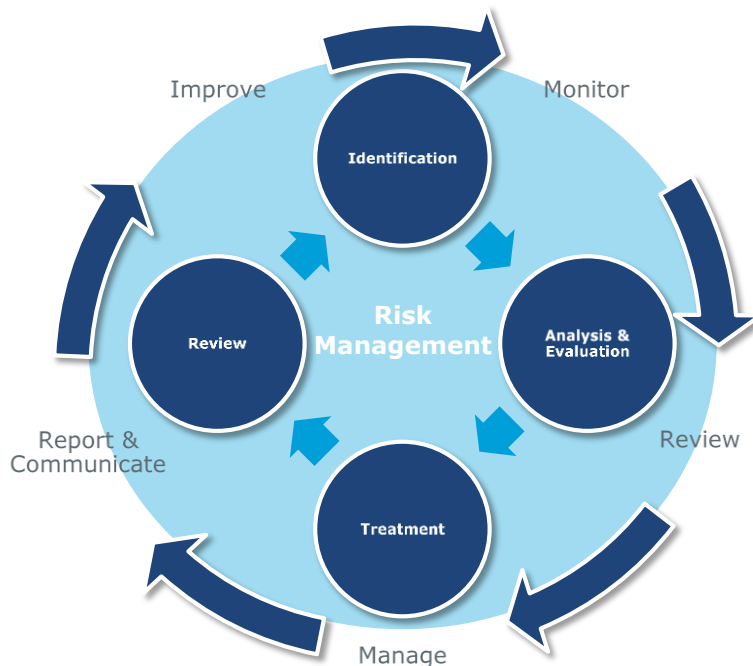 Improve
Monitor
Identification
Risk
Management
Review
Analysis &
Evaluation
Report &
Communicate
Review
Treatment
Manage